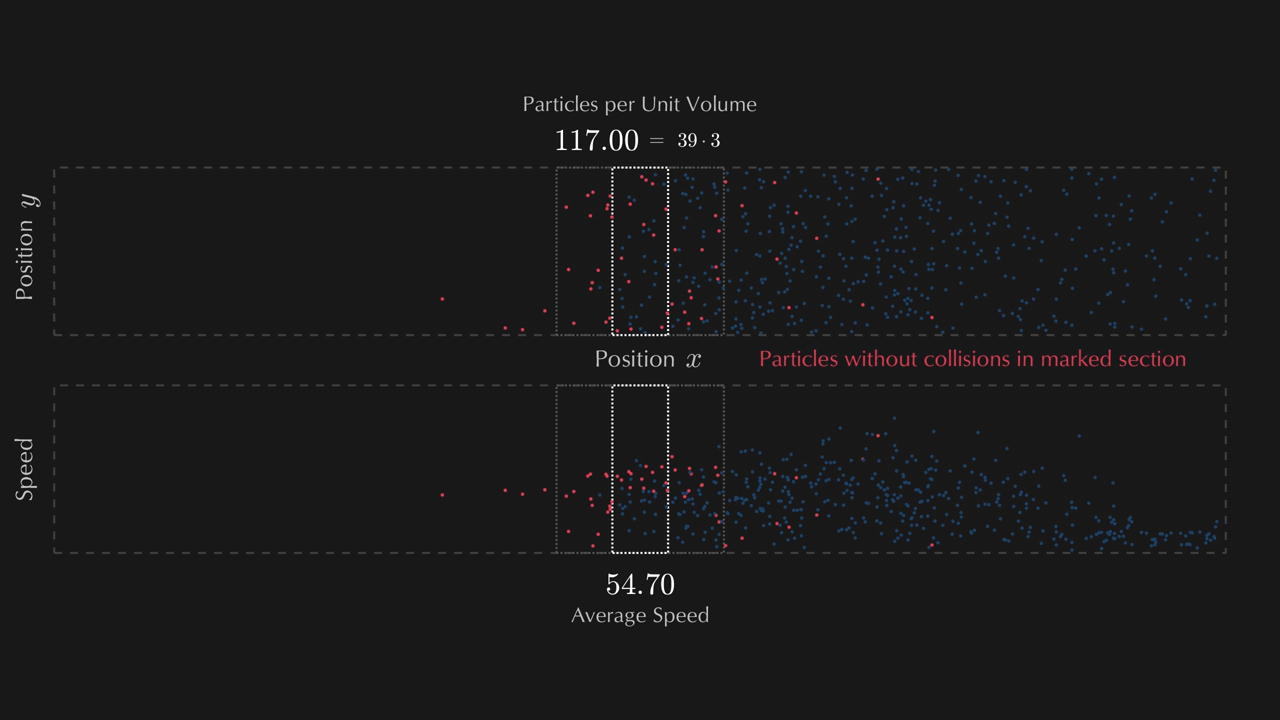 Particles per Unit Volume
117.00 = 39 · 3
Position y
Position x
Particles without collisions in marked section
Speed
54.70
Average Speed